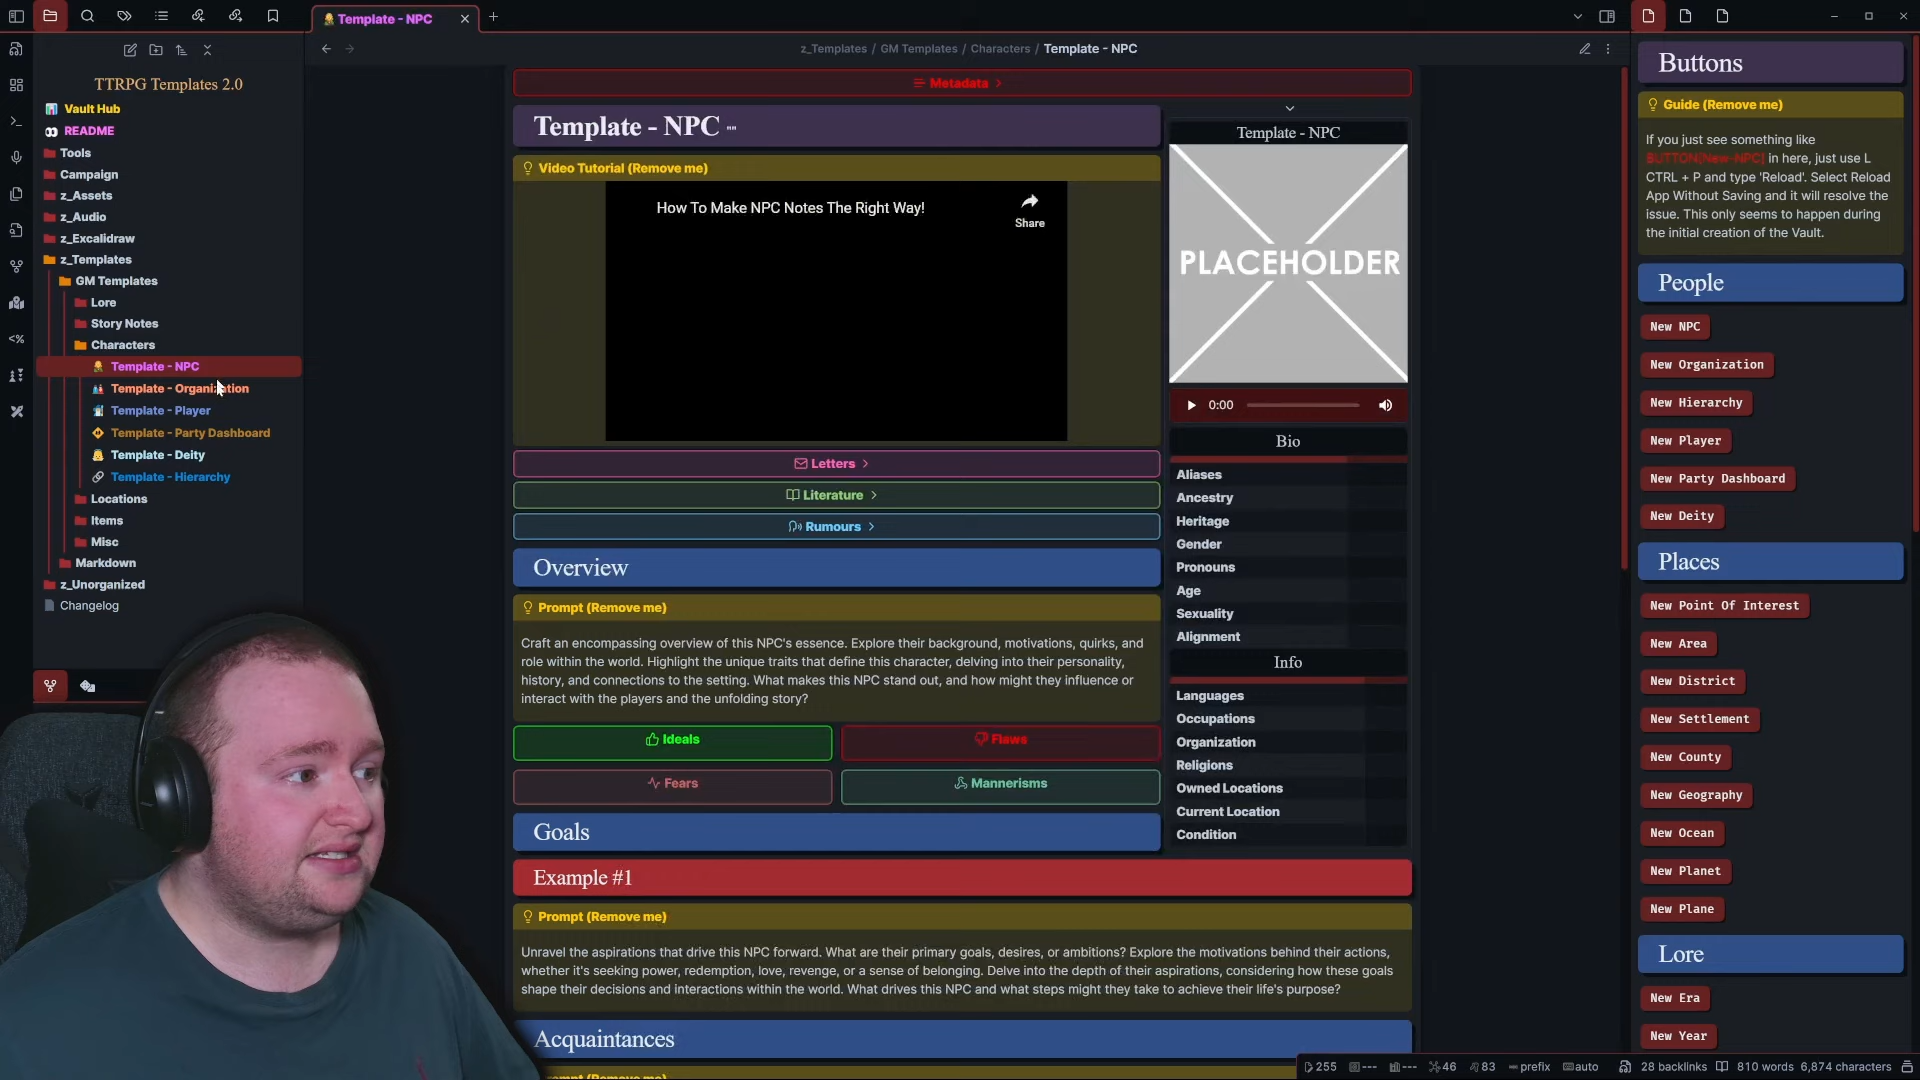 Template - NPC
z_Templates / GM Templates / Characters / Template - NPC
TTRPG Templates 2.0
Vault Hub
README
Tools
Campaign
z_Assets
z_Audio
z_Excalidraw
z_Templates
GM Templates
Lore
Story Notes
Characters
Template - NPC
Template - Organization
Template - Player
Template - Party Dashboard
Template - Deity
Template - Hierarchy
Locations
Items
Misc
Markdown
z_Unorganized
Changelog
Metadata
Template - NPC ""
Video Tutorial (Remove me)
How To Make NPC Notes The Right Way!
Share
Letters
Literature
Rumours
Overview
Prompt (Remove me)
Craft an encompassing overview of this NPC's essence. Explore their background, motivations, quirks, and
role within the world. Highlight the unique traits that define this character, delving into their personality,
history, and connections to the setting. What makes this NPC stand out, and how might they influence or
interact with the players and the unfolding story?
Ideals
Flaws
Fears
Mannerisms
Goals
Example #1
Prompt (Remove me)
Unravel the aspirations that drive this NPC forward. What are their primary goals, desires, or ambitions? Explore the motivations behind their actions,
whether it's seeking power, redemption, love, revenge, or a sense of belonging. Delve into the depth of their aspirations, considering how these goals
shape their decisions and interactions within the world. What drives this NPC and what steps might they take to achieve their life's purpose?
Acquaintances
Prompt (Remove me)
Template - NPC
PLACEHOLDER
0:00
Bio
Aliases
Ancestry
Heritage
Gender
Pronouns
Age
Sexuality
Alignment
Info
Languages
Occupations
Organization
Religions
Owned Locations
Current Location
Condition
Buttons
Guide (Remove me)
If you just see something like
BUTTON[New-NPC] in here, just use L
CTRL + P and type 'Reload'. Select Reload
App Without Saving and it will resolve the
issue. This only seems to happen during
the initial creation of the Vault.
People
New NPC
New Organization
New Hierarchy
New Player
New Party Dashboard
New Deity
Places
New Point Of Interest
New Area
New District
New Settlement
New County
New Geography
New Ocean
New Planet
New Plane
Lore
New Era
New Year
255 --- --- 46 83 prefix auto 28 backlinks 810 words 6,874 characters